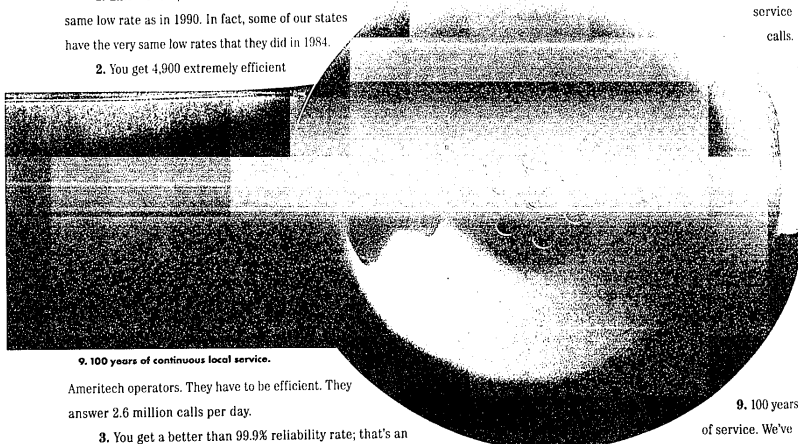 same low rate as in 1990. In fact, some of our states
have the very same low rates that they did in 1984.
2. You get 4,900 extremely efficient
9. 100 years of continuous local service.
Ameritech operators. They have to be efficient. They
answer 2.6 million calls per day.
3. You get a better than 99.9% reliability rate; that's an
service
calls.
9. 100 years
of service. We've